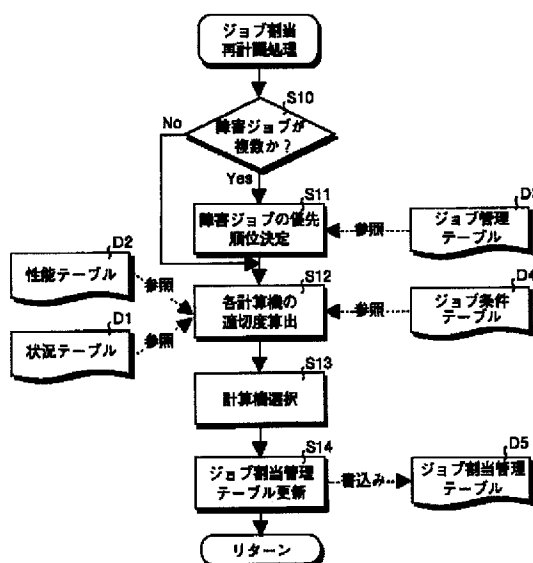 ジョブ割当
再計画処理
S10
障害ジョブが
複数か？
No
Yes
S11
障害ジョブの優先
順位決定
参照
D3
ジョブ管理
テーブル
D2
性能テーブル
参照
S12
各計算機の
適切度算出
参照
D4
ジョブ条件
テーブル
D1
状況テーブル
参照
S13
計算機選択
S14
ジョブ割当管理
テーブル更新
書込み
D5
ジョブ割当管理
テーブル
リターン